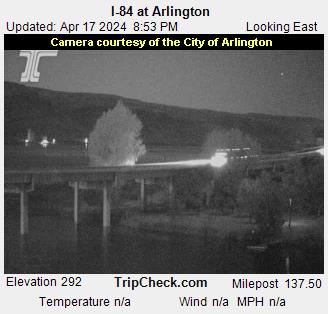 I-84 at Arlington
Updated: Apr 17 2024 8:53 PM Looking East
Camera courtesy of the City of Arlington
Elevation 292 TripCheck.com Milepost 137.50
Temperature n/a Wind n/a MPH n/a